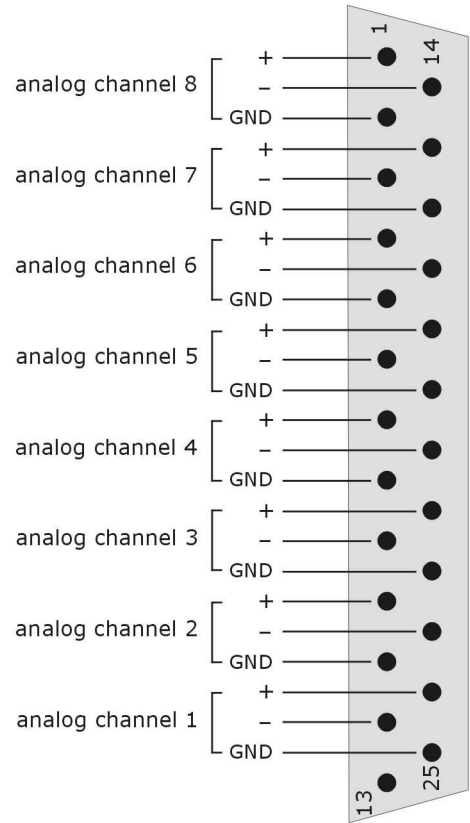 1
14
+
analog channel 8 –
GND
+
analog channel 7 –
GND
+
analog channel 6 –
GND
+
analog channel 5 –
GND
+
analog channel 4 –
GND
+
analog channel 3 –
GND
+
analog channel 2 –
GND
+
analog channel 1 –
GND
25
13